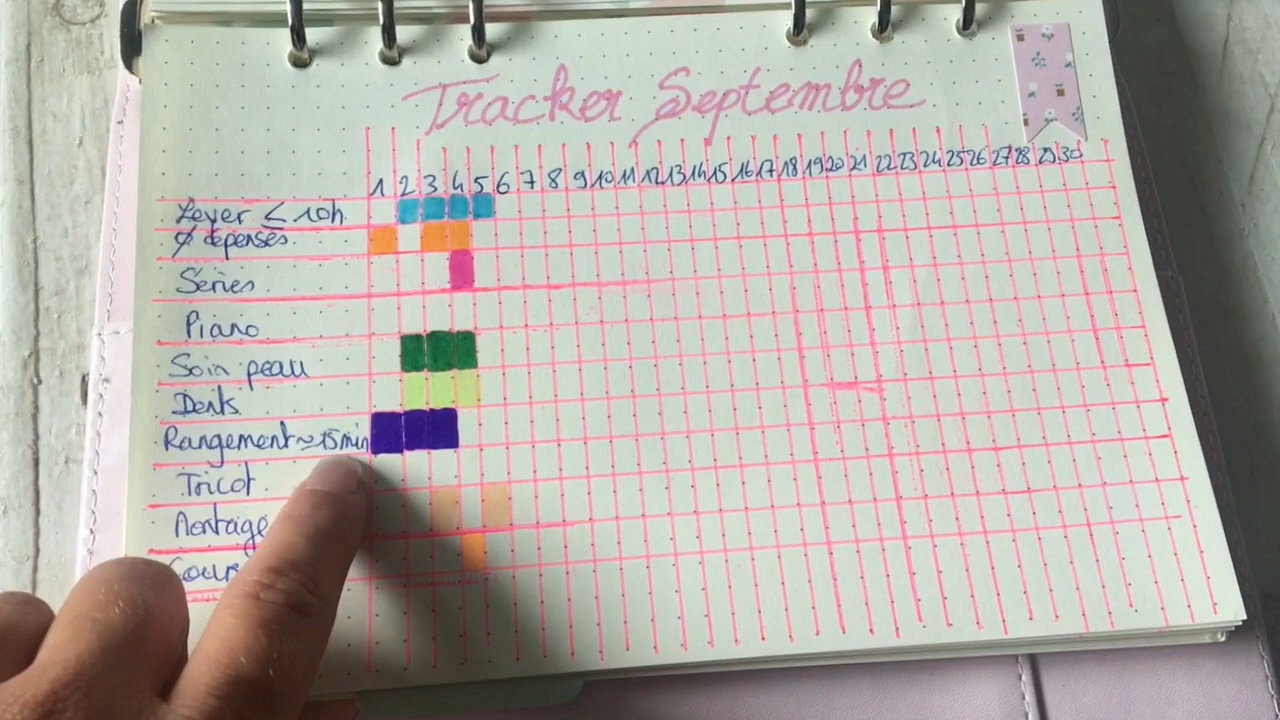 Tracker Septembre
1 2 3 4 5 6 7 8 9 10 11 12 13 14 15 16 17 18 19 20 21 22 23 24 25 26 27 28 29 30
Lever ≤ 10h
∅ dépenses
Séries
Piano
Soin peau
Dents
Rangement ~ 15min
Tricot
Montage